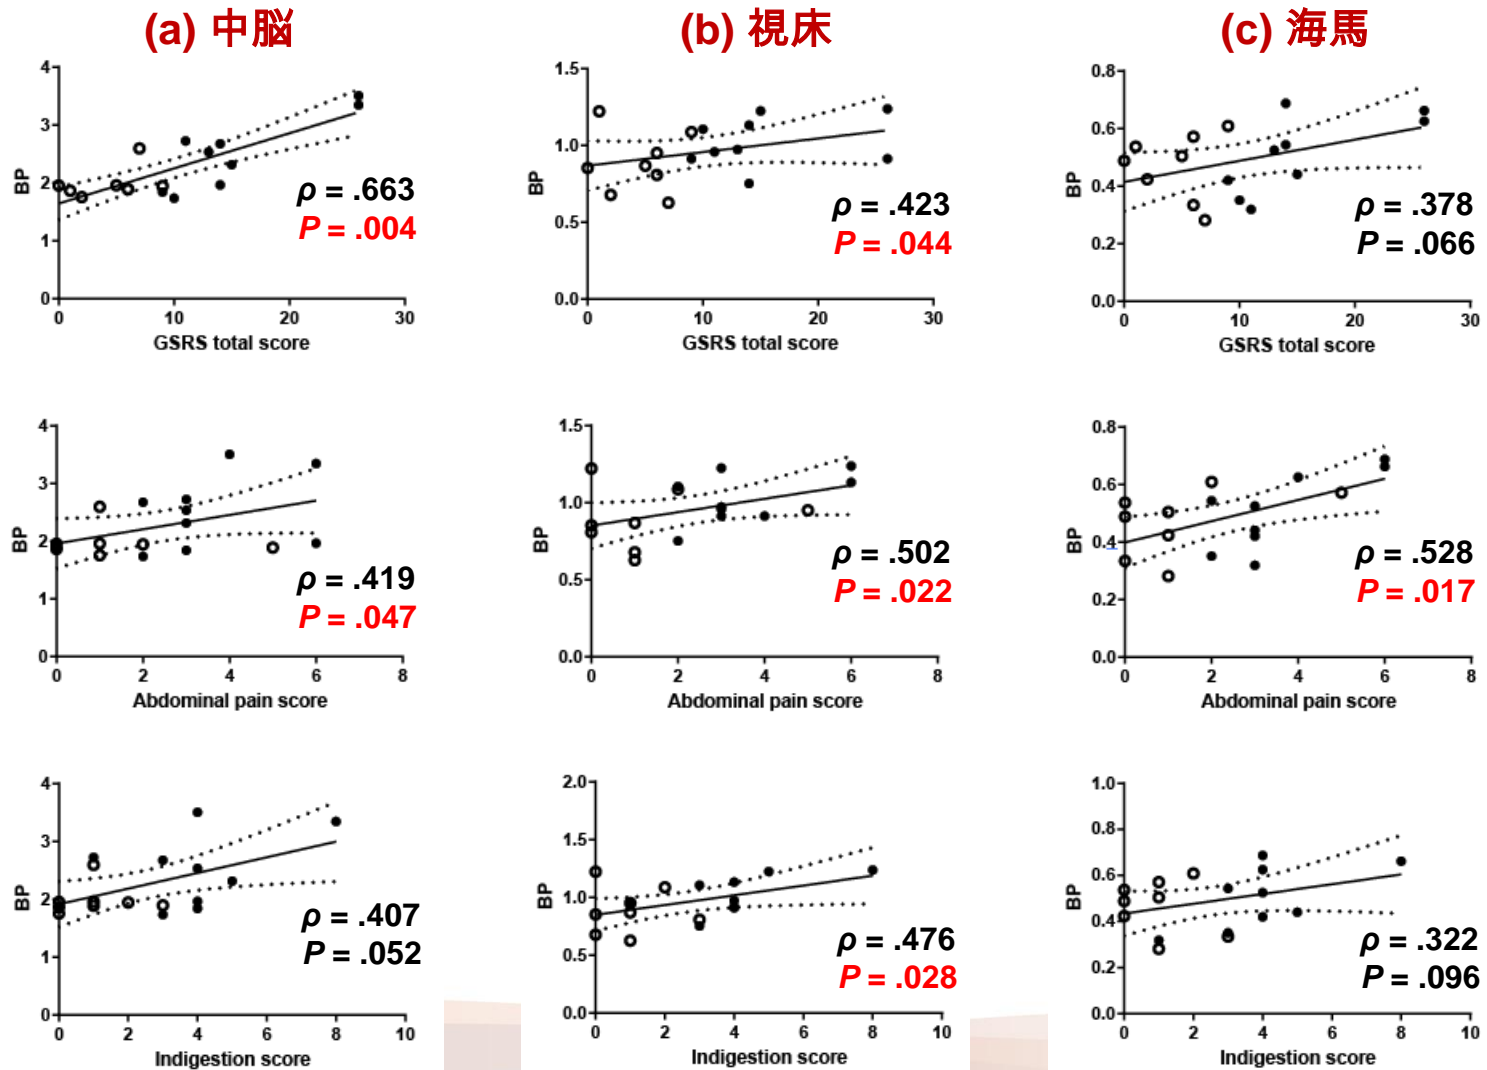 (a) 中脳
(b) 視床
(c) 海馬
4
3
2
1
0
BP
0
10
20
30
GSRS total score
ρ = .663
P = .004
1.5
1.0
0.5
0.0
BP
0
10
20
30
GSRS total score
ρ = .423
P = .044
0.8
0.6
0.4
0.2
0.0
BP
0
10
20
30
GSRS total score
ρ = .378
P = .066
4
3
2
1
0
BP
0
2
4
6
8
Abdominal pain score
ρ = .419
P = .047
1.5
1.0
0.5
0.0
BP
0
2
4
6
8
Abdominal pain score
ρ = .502
P = .022
0.8
0.6
0.4
0.2
0.0
BP
0
2
4
6
8
Abdominal pain score
ρ = .528
P = .017
4
3
2
1
0
BP
0
2
4
6
8
10
Indigestion score
ρ = .407
P = .052
2.0
1.5
1.0
0.5
0.0
BP
0
2
4
6
8
10
Indigestion score
ρ = .476
P = .028
1.0
0.8
0.6
0.4
0.2
0.0
BP
0
2
4
6
8
10
Indigestion score
ρ = .322
P = .096